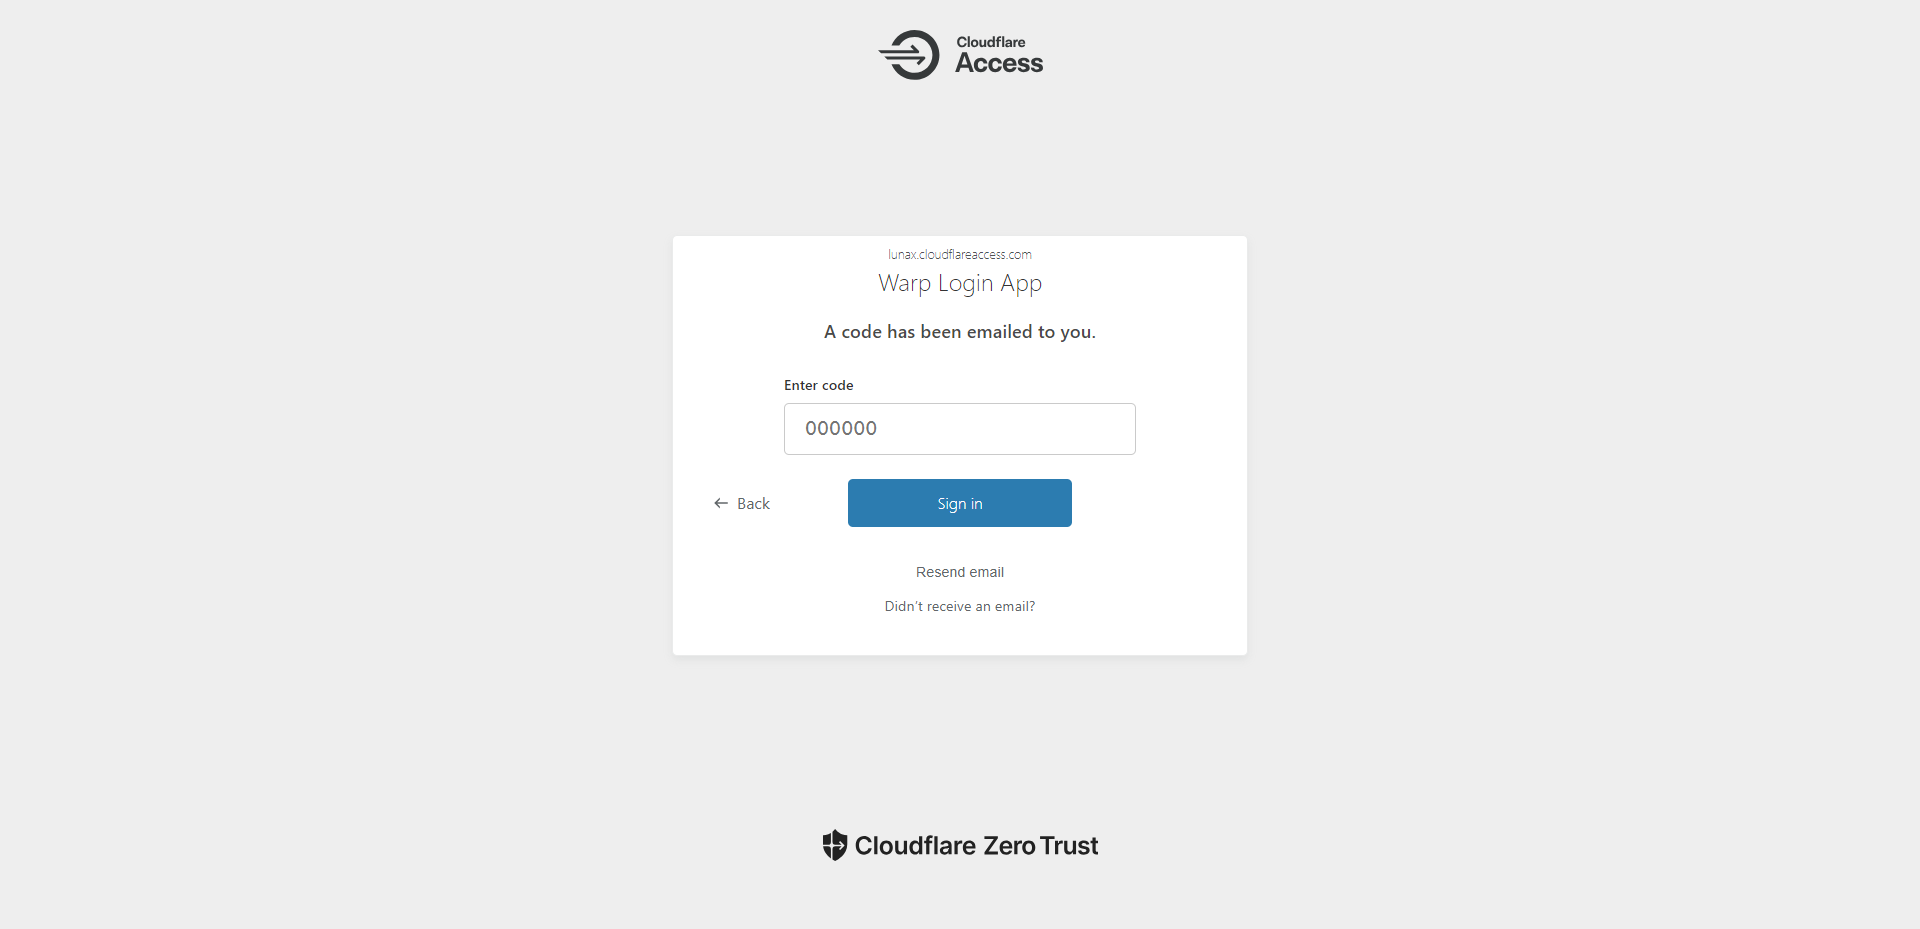 Cloudflare
Access
lunax.cloudflareaccess.com
Warp Login App
A code has been emailed to you.
Enter code
000000
← Back
Sign in
Resend email
Didn't receive an email?
Cloudflare Zero Trust